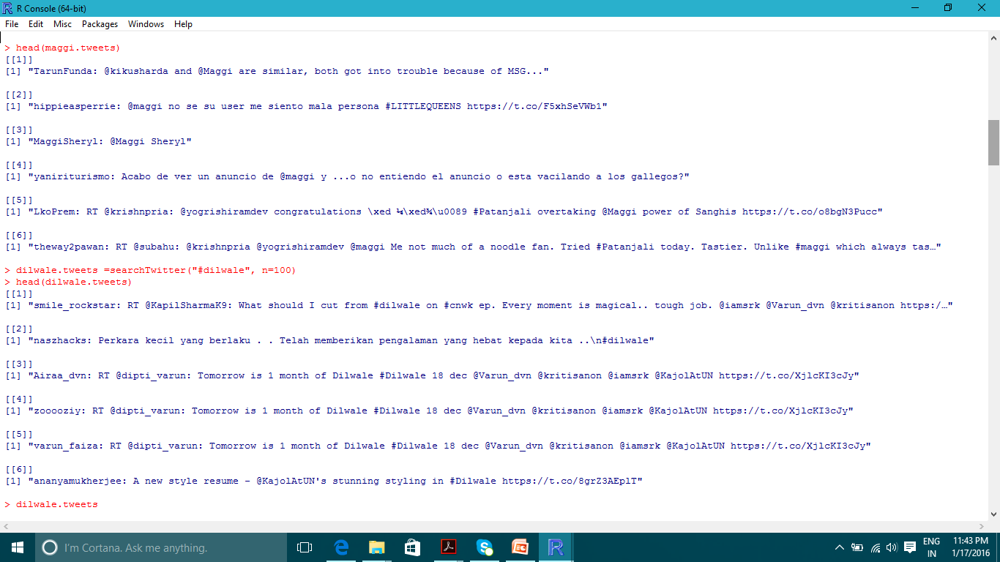 R Console (64-bit)
File Edit Misc Packages Windows Help
> head(maggi.tweets)
[[1]]
[1] "TarunFunda: @kikusharda and @Maggi are similar, both got into trouble because of MSG..."
[[2]]
[1] "hippieasperrie: @maggi no se su user me siento mala persona #LITTLEQUEENS https://t.co/F5xhSeVWb1"
[[3]]
[1] "MaggiSheryl: @Maggi Sheryl"
[[4]]
[1] "yaniriturismo: Acabo de ver un anuncio de @maggi y ...o no entiendo el anuncio o esta vacilando a los gallegos?"
[[5]]
[1] "LkoPrem: RT @krishnpria: @yogrishiramdev congratulations \xed ¼\xed¾\u0089 #Patanjali overtaking @Maggi power of Sanghis https://t.co/o8bgN3Pucc"
[[6]]
[1] "theway2pawan: RT @subahu: @krishnpria @yogrishiramdev @maggi Me not much of a noodle fan. Tried #Patanjali today. Tastier. Unlike #maggi which always tas…"
> dilwale.tweets =searchTwitter("#dilwale", n=100)
> head(dilwale.tweets)
[[1]]
[1] "smile_rockstar: RT @KapilSharmaK9: What should I cut from #dilwale on #cnwk ep. Every moment is magical.. tough job. @iamsrk @Varun_dvn @kritisanon https:/…"
[[2]]
[1] "naszhacks: Perkara kecil yang berlaku . . Telah memberikan pengalaman yang hebat kepada kita ..\n#dilwale"
[[3]]
[1] "Airaa_dvn: RT @dipti_varun: Tomorrow is 1 month of Dilwale #Dilwale 18 dec @Varun_dvn @kritisanon @iamsrk @KajolAtUN https://t.co/XjlcKI3cJy"
[[4]]
[1] "zooooziy: RT @dipti_varun: Tomorrow is 1 month of Dilwale #Dilwale 18 dec @Varun_dvn @kritisanon @iamsrk @KajolAtUN https://t.co/XjlcKI3cJy"
[[5]]
[1] "varun_faiza: RT @dipti_varun: Tomorrow is 1 month of Dilwale #Dilwale 18 dec @Varun_dvn @kritisanon @iamsrk @KajolAtUN https://t.co/XjlcKI3cJy"
[[6]]
[1] "ananyamukherjee: A new style resume – @KajolAtUN's stunning styling in #Dilwale https://t.co/8grZ3AEplT"
> dilwale.tweets
I'm Cortana. Ask me anything.
ENG
IN
11:43 PM
1/17/2016